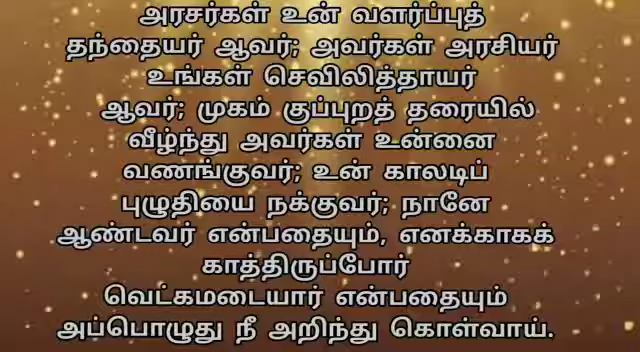 அரசர்கள் உன் வளர்ப்புத்
தந்தையர் ஆவர்; அவர்கள் அரசியர்
உங்கள் செவிலித்தாயர்
ஆவர்; முகம் குப்புறத் தரையில்
வீழ்ந்து அவர்கள் உன்னை
வணங்குவர்; உன் காலடிப்
புழுதியை நக்குவர்; நானே
ஆண்டவர் என்பதையும், எனக்காகக்
காத்திருப்போர்
வெட்கமடையார் என்பதையும்
அப்பொழுது நீ அறிந்து கொள்வாய்.